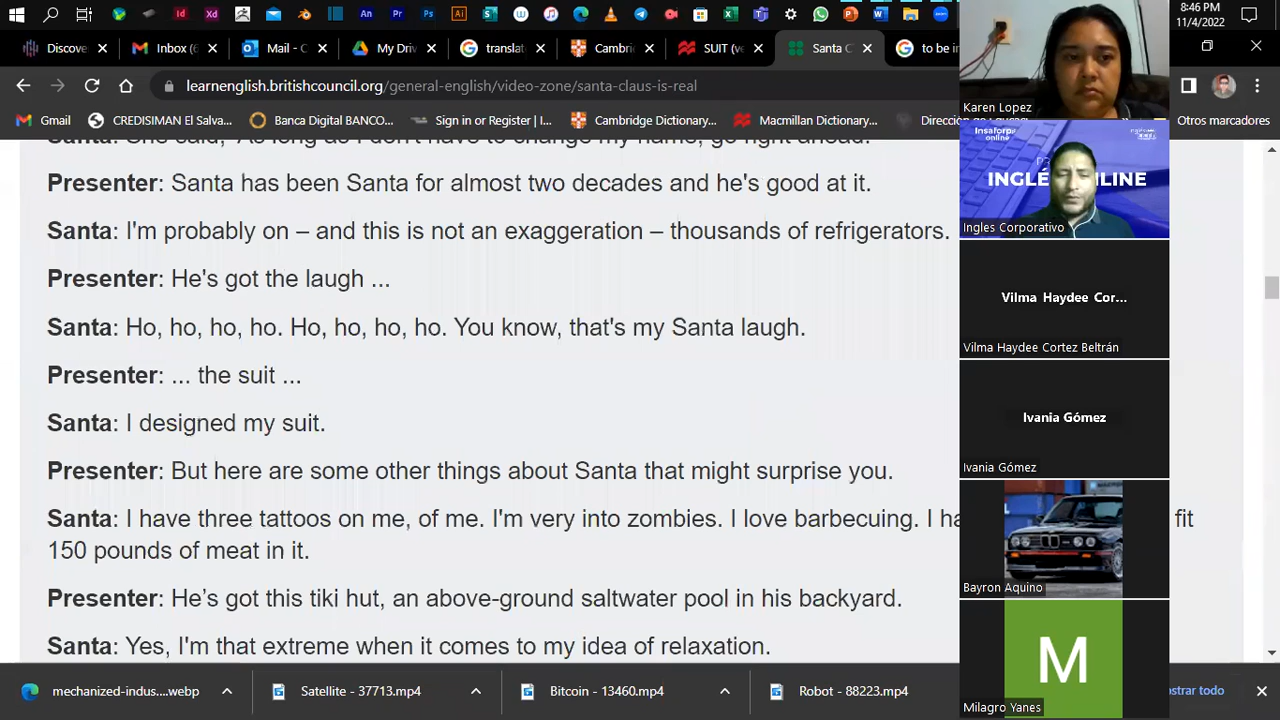 8:46 PM
11/4/2022
Discove
Inbox (6
Mail - C
My Driv
translat
Cambri
SUIT (v
Santa C
to be in
learnenglish.britishcouncil.org/general-english/video-zone/santa-claus-is-real
Gmail
CREDISIMAN El Salva...
Banca Digital BANCO...
Sign in or Register | I...
Cambridge Dictionary...
Macmillan Dictionary...
Otros marcadores
Presenter: Santa has been Santa for almost two decades and he's good at it.
Santa: I'm probably on – and this is not an exaggeration – thousands of refrigerators.
Presenter: He's got the laugh ...
Santa: Ho, ho, ho, ho. Ho, ho, ho, ho. You know, that's my Santa laugh.
Presenter: ... the suit ...
Santa: I designed my suit.
Presenter: But here are some other things about Santa that might surprise you.
Santa: I have three tattoos on me, of me. I'm very into zombies. I love barbecuing. I ha fit
150 pounds of meat in it.
Presenter: He’s got this tiki hut, an above-ground saltwater pool in his backyard.
Santa: Yes, I'm that extreme when it comes to my idea of relaxation.
mechanized-indus....webp
Satellite - 37713.mp4
Bitcoin - 13460.mp4
Robot - 88223.mp4
ostrar todo
Karen Lopez
Insaforp
online
Ingles Corporativo
Vilma Haydee Cor...
Vilma Haydee Cortez Beltrán
Ivania Gómez
Ivania Gómez
Bayron Aquino
M
Milagro Yanes